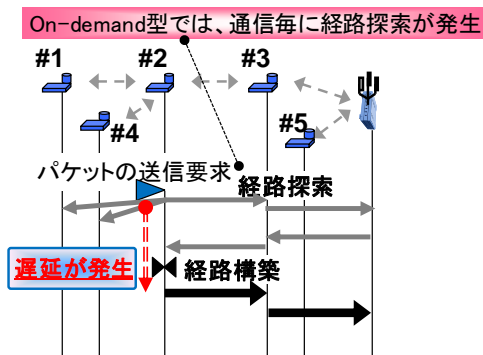 On-demand型では、通信毎に経路探索が発生
#1
#2
#3
#4
#5
パケットの送信要求
経路探索
遅延が発生
経路構築